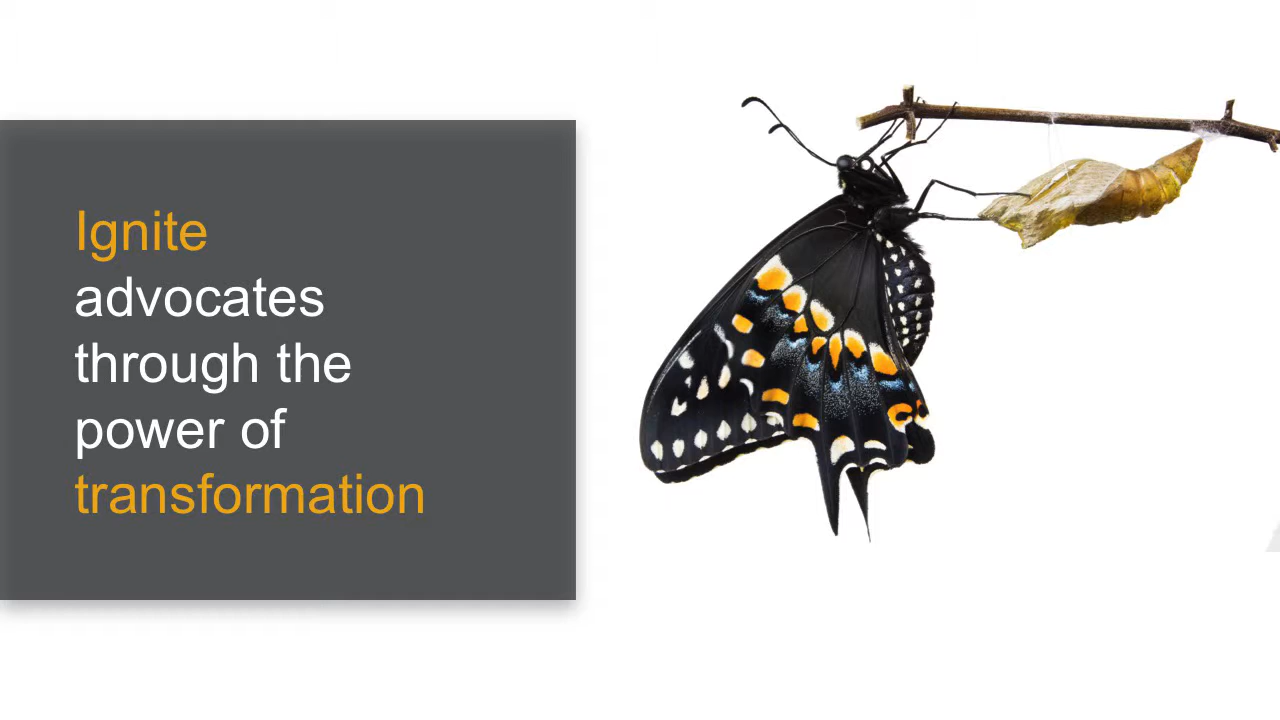 Ignite
advocates
through the
power of
transformation